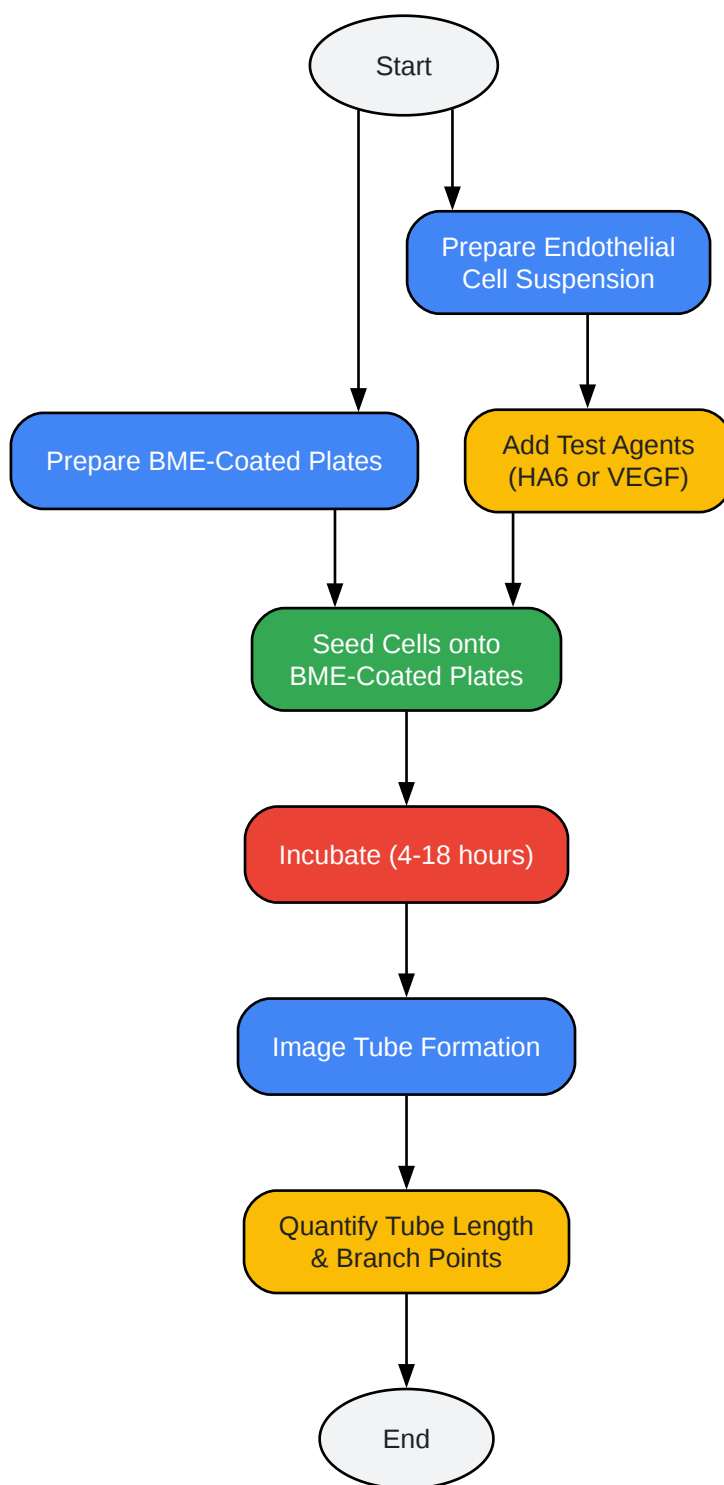 Start
Prepare Endothelial
Cell Suspension
Prepare BME-Coated Plates
Add Test Agents
(HA6 or VEGF)
Seed Cells onto
BME-Coated Plates
Incubate (4-18 hours)
Image Tube Formation
Quantify Tube Length
& Branch Points
End